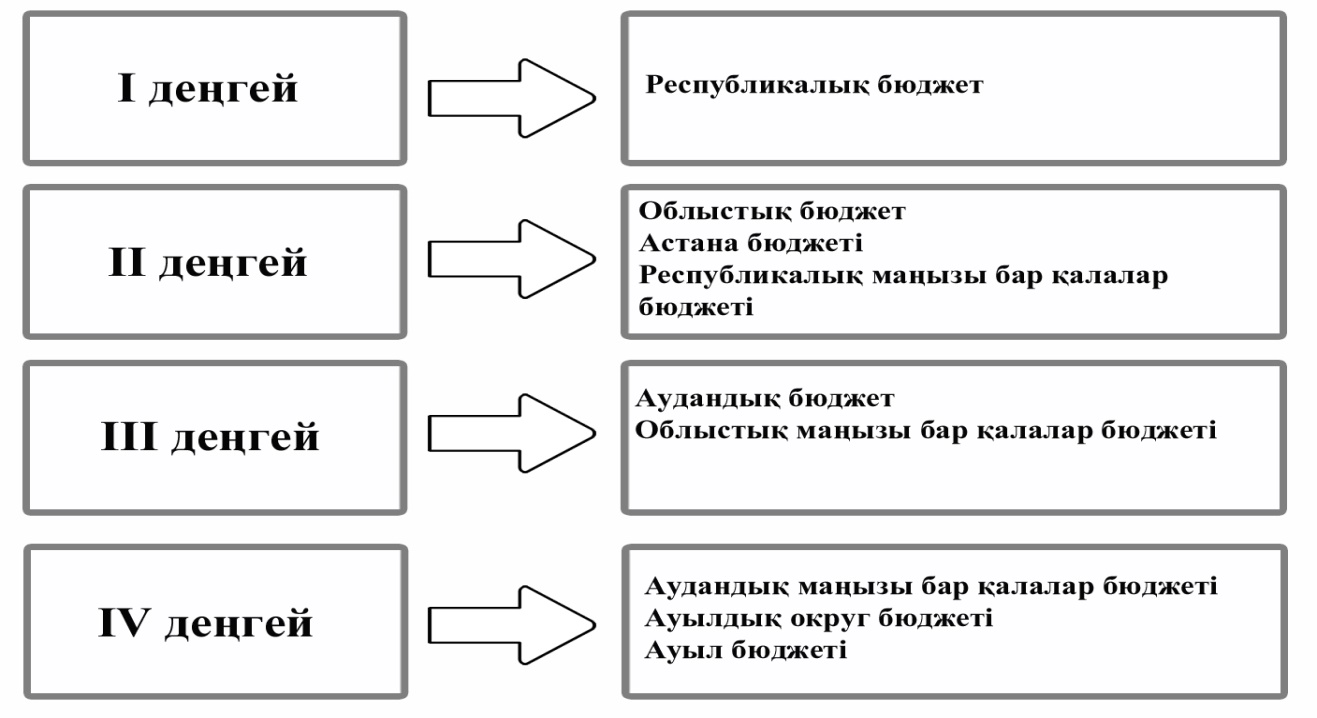 I деңгей
Республикалық бюджет
II деңгей
Облыстық бюджет
Астана бюджеті
Республикалық маңызы бар қалалар
бюджеті
III деңгей
Аудандық бюджет
Облыстық маңызы бар қалалар бюджеті
IV деңгей
Аудандық маңызы бар қалалар бюджеті
Ауылдық округ бюджеті
Ауыл бюджеті